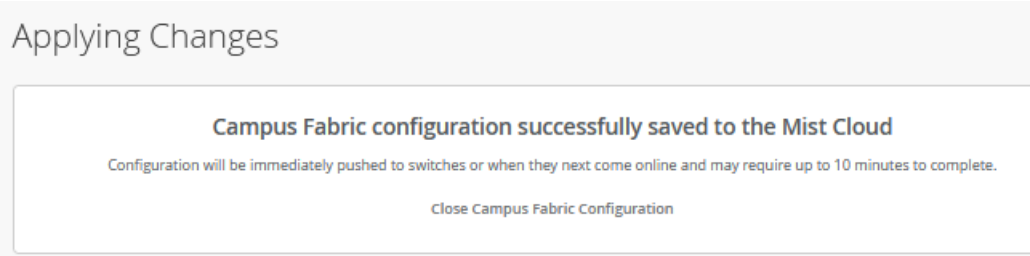 Applying Changes
Campus Fabric configuration successfully saved to the Mist Cloud
Configuration will be immediately pushed to switches or when they next come online and may require up to 10 minutes to complete.
Close Campus Fabric Configuration